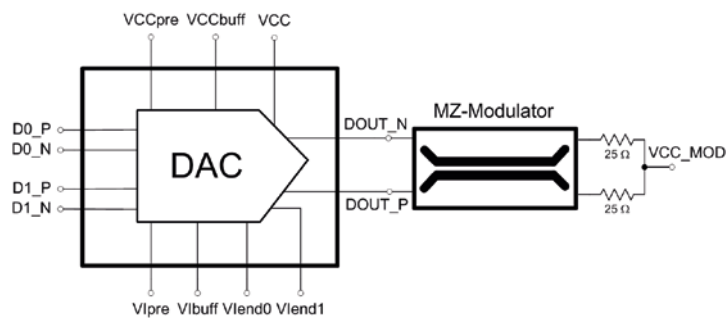 VCCpre VCCbuff VCC
MZ-Modulator
D0_P
D0_N
D1_P
D1_N
DAC
DOUT_N
DOUT_P
25 Ω
VCC_MOD
25 Ω
VIpre VIbuff VIend0 VIend1